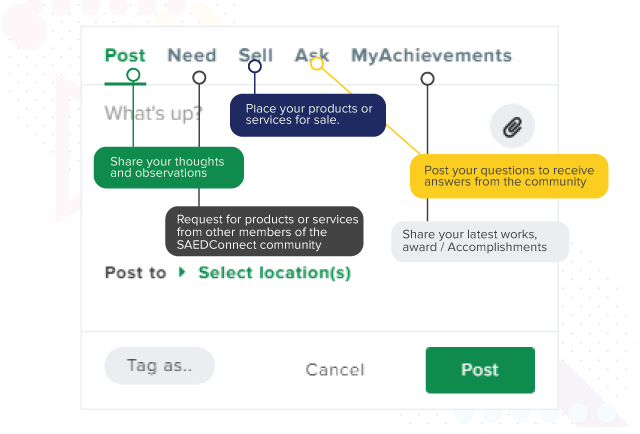 Post Need Sell Ask MyAchievements
What's up?
Place your products or
services for sale.
Share your thoughts
and observations
Post your questions to receive
answers from the community
Request for products or services
from other members of the
SAEDConnect community
Share your latest works,
award / Accomplishments
Post to Select location(s)
Tag as.. Cancel Post